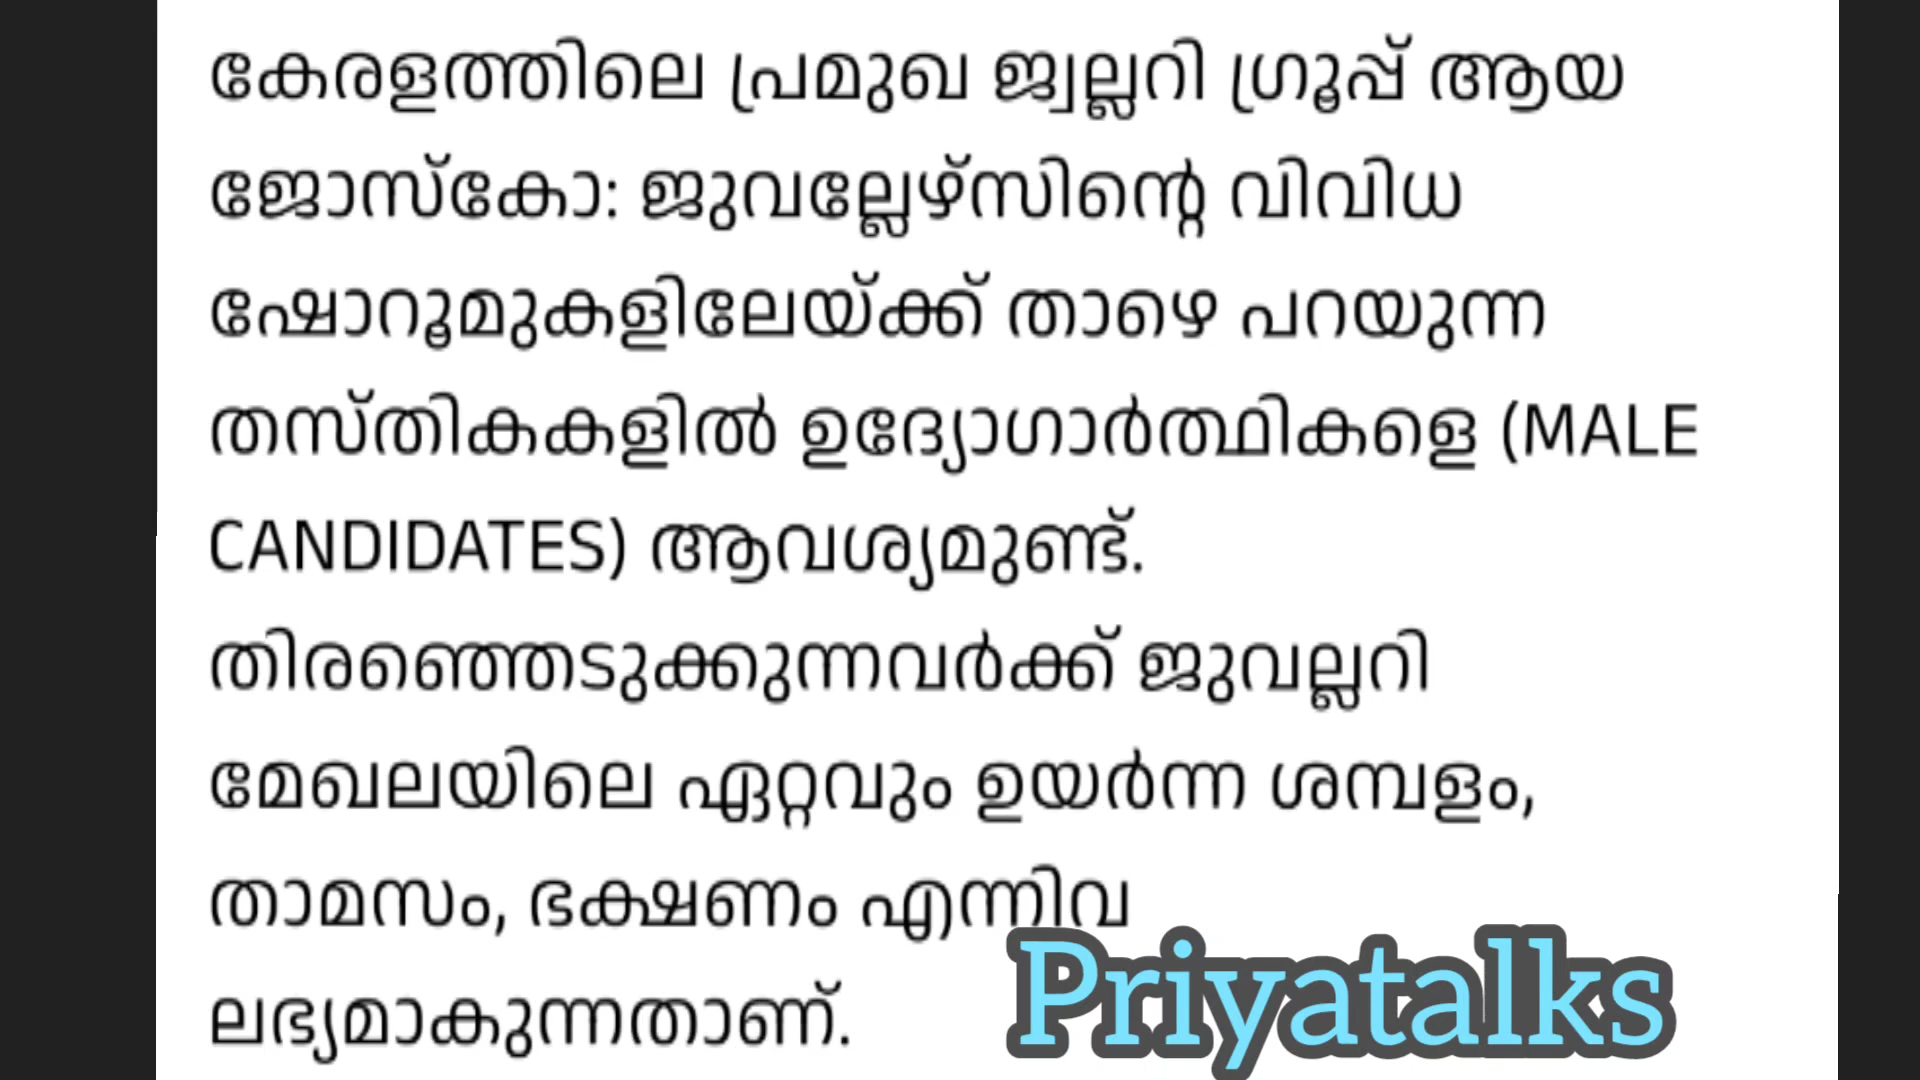 കേരളത്തിലെ പ്രമുഖ ജ്വല്ലറി ഗ്രൂപ്പ് ആയ
ജോസ്കോ: ജുവല്ലേഴ്സിന്റെ വിവിധ
ഷോറൂമുകളിലേയ്ക്ക് താഴെ പറയുന്ന
തസ്തികകളിൽ ഉദ്യോഗാർത്ഥികളെ (MALE
CANDIDATES) ആവശ്യമുണ്ട്.
തിരഞ്ഞെടുക്കുന്നവർക്ക് ജുവല്ലറി
മേഖലയിലെ ഏറ്റവും ഉയർന്ന ശമ്പളം,
താമസം, ഭക്ഷണം എന്നിവ
ലഭ്യമാകുന്നതാണ്.
Priyatalks